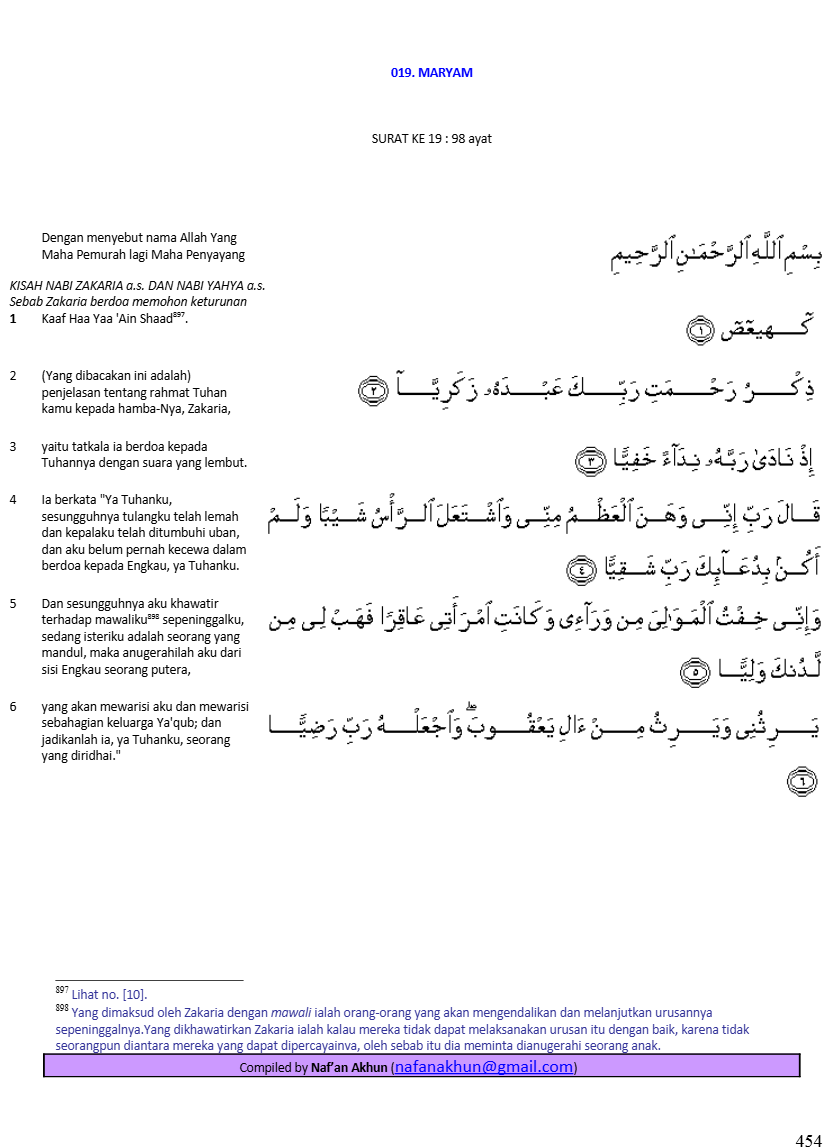 019. MARYAM
SURAT KE 19 : 98 ayat
Dengan menyebut nama Allah Yang
Maha Pemurah lagi Maha Penyayang
بِسْمِ ٱللَّهِ ٱلرَّحْمَـٰنِ ٱلرَّحِيمِ
KISAH NABI ZAKARIA a.s. DAN NABI YAHYA a.s.
Sebab Zakaria berdoa memohon keturunan
1 Kaaf Haa Yaa 'Ain Shaad⁸⁹⁷.
كٓهيعٓصٓ ١
2 (Yang dibacakan ini adalah)
penjelasan tentang rahmat Tuhan
kamu kepada hamba-Nya, Zakaria,
ذِكْرُ رَحْمَتِ رَبِّكَ عَبْدَهُۥ زَكَرِيَّآ ٢
3 yaitu tatkala ia berdoa kepada
Tuhannya dengan suara yang lembut.
إِذْ نَادَىٰ رَبَّهُۥ نِدَآءً خَفِيًّا ٣
4 Ia berkata "Ya Tuhanku,
sesungguhnya tulangku telah lemah
dan kepalaku telah ditumbuhi uban,
dan aku belum pernah kecewa dalam
berdoa kepada Engkau, ya Tuhanku.
قَالَ رَبِّ إِنِّى وَهَنَ ٱلْعَظْمُ مِنِّى وَٱشْتَعَلَ ٱلرَّأْسُ شَيْبًا وَلَمْ
أَكُنۢ بِدُعَآئِكَ رَبِّ شَقِيًّا ٤
5 Dan sesungguhnya aku khawatir
terhadap mawaliku⁸⁹⁸ sepeninggalku,
sedang isteriku adalah seorang yang
mandul, maka anugerahilah aku dari
sisi Engkau seorang putera,
وَإِنِّى خِفْتُ ٱلْمَوَٰلِىَ مِن وَرَآءِى وَكَانَتِ ٱمْرَأَتِى عَاقِرًا فَهَبْ لِى مِن
لَّدُنكَ وَلِيًّا ٥
6 yang akan mewarisi aku dan mewarisi
sebahagian keluarga Ya'qub; dan
jadikanlah ia, ya Tuhanku, seorang
yang diridhai."
يَرِثُنِى وَيَرِثُ مِنْ ءَالِ يَعْقُوبَ ۖ وَٱجْعَلْهُ رَبِّ رَضِيًّا
٦
⁸⁹⁷ Lihat no. [10].
⁸⁹⁸ Yang dimaksud oleh Zakaria dengan mawali ialah orang-orang yang akan mengendalikan dan melanjutkan urusannya
sepeninggalnya.Yang dikhawatirkan Zakaria ialah kalau mereka tidak dapat melaksanakan urusan itu dengan baik, karena tidak
seorangpun diantara mereka yang dapat dipercayainva, oleh sebab itu dia meminta dianugerahi seorang anak.
Compiled by Naf'an Akhun (nafanakhun@gmail.com)
454